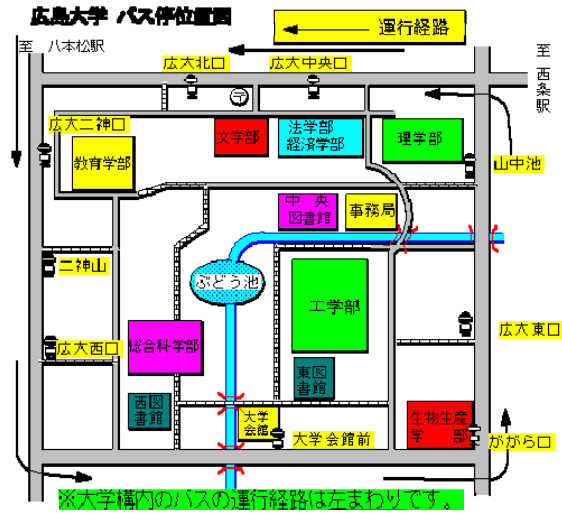 広島大学 バス停位置図
運行経路
至 八本松駅
至 西条駅
広大北口
広大中央口
〒
広大二神口
教育学部
文学部
法学部
経済学部
理学部
山中池
中央
図書館
事務局
二神山
ぶどう池
工学部
広大東口
広大西口
総合科学部
東図
書館
西図
書館
大学
会館
大学会館前
生物生産
学部
ががら口
※大学構内のバスの運行経路は左まわりです。